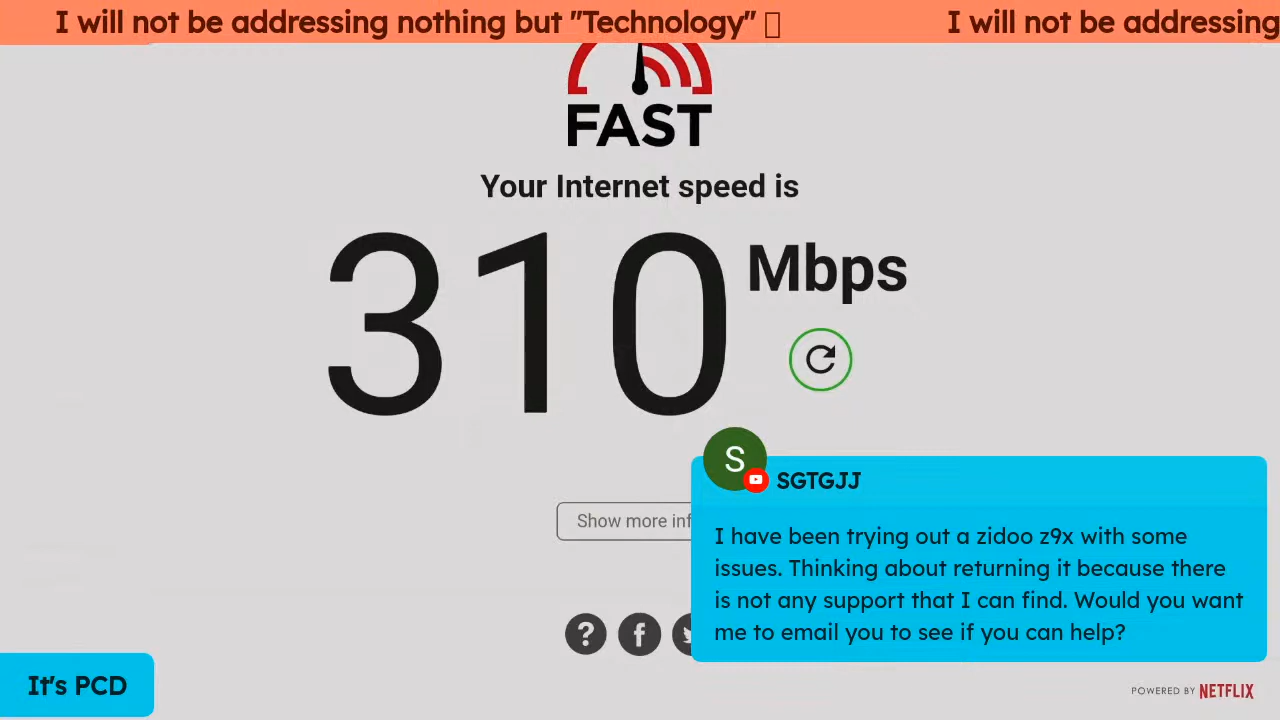 I will not be addressing nothing but "Technology" I will not be addressing
FAST
Your Internet speed is
310 Mbps
Show more inf
S
SGTGJJ
I have been trying out a zidoo z9x with some
issues. Thinking about returning it because there
is not any support that I can find. Would you want
me to email you to see if you can help?
? f
It's PCD
POWERED BY NETFLIX